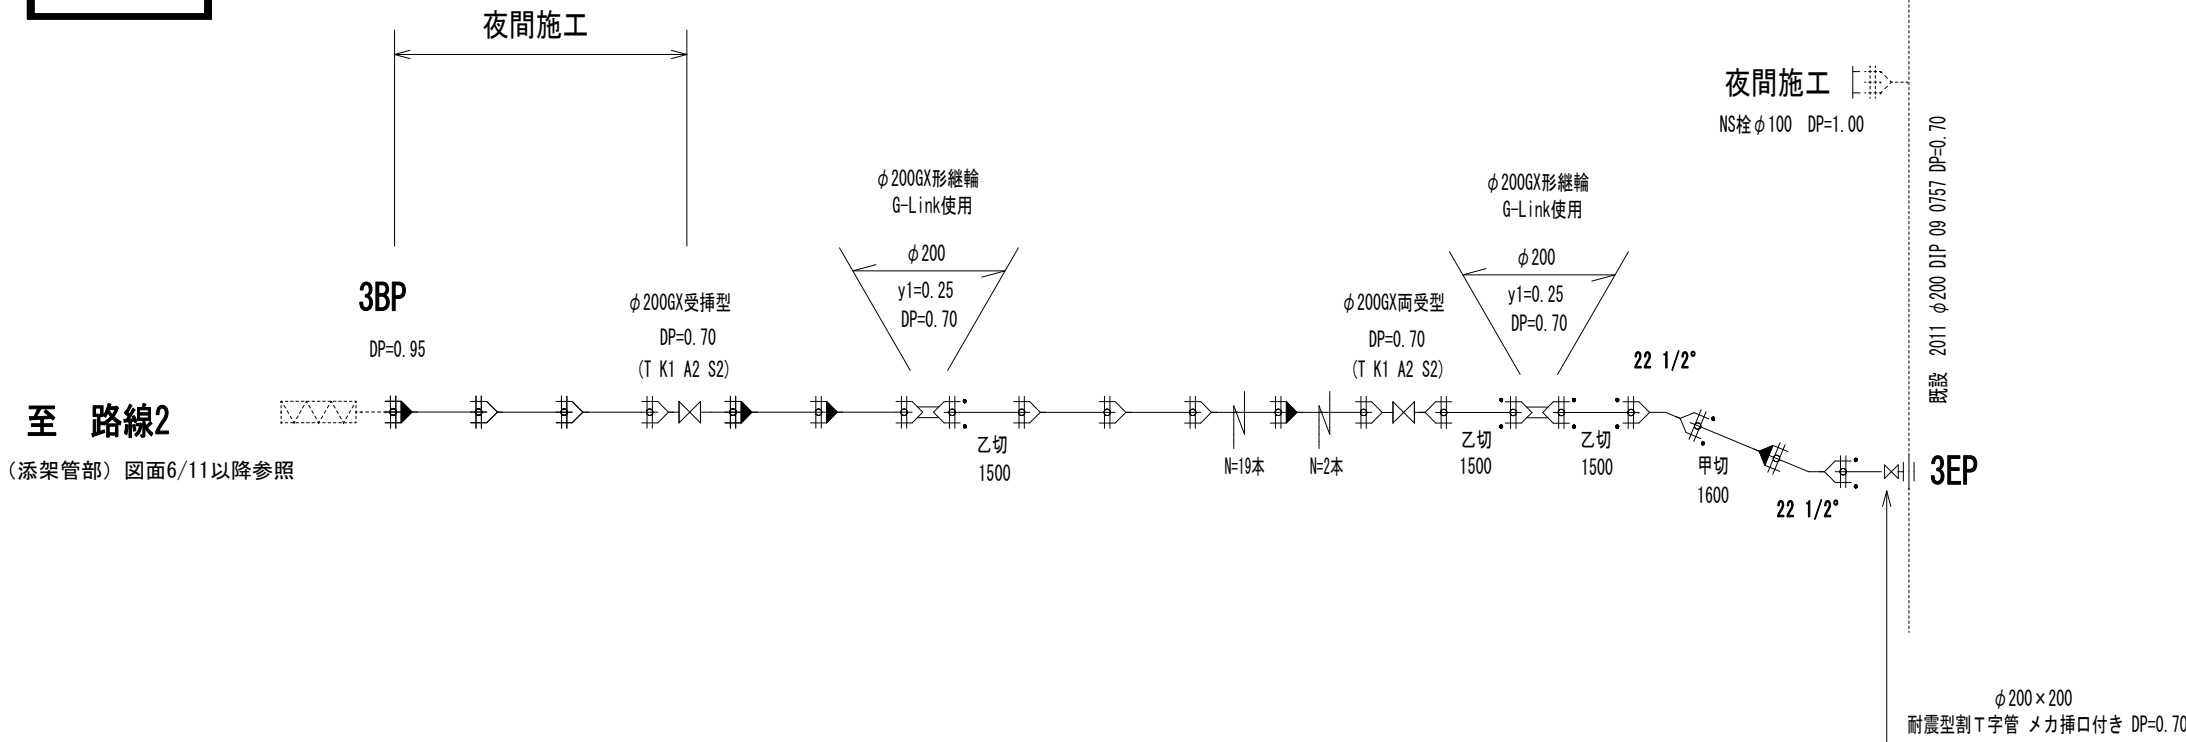 夜間施工
夜間施工
NS栓φ100 DP=1.00
既設 2011 φ200 DIP 09 0757 DP=0.70
φ200GX形継輪
G-Link使用
φ200
y1=0.25
DP=0.70
φ200GX形継輪
G-Link使用
φ200
y1=0.25
DP=0.70
3BP
DP=0.95
φ200GX受挿型
DP=0.70
(T K1 A2 S2)
φ200GX両受型
DP=0.70
(T K1 A2 S2)
22 1/2°
至 路線2
(添架管部) 図面6/11以降参照
乙切
1500
N=19本
N=2本
乙切
1500
乙切
1500
甲切
1600
22 1/2°
3EP
φ200×200
耐震型割T字管 メカ挿口付き DP=0.70